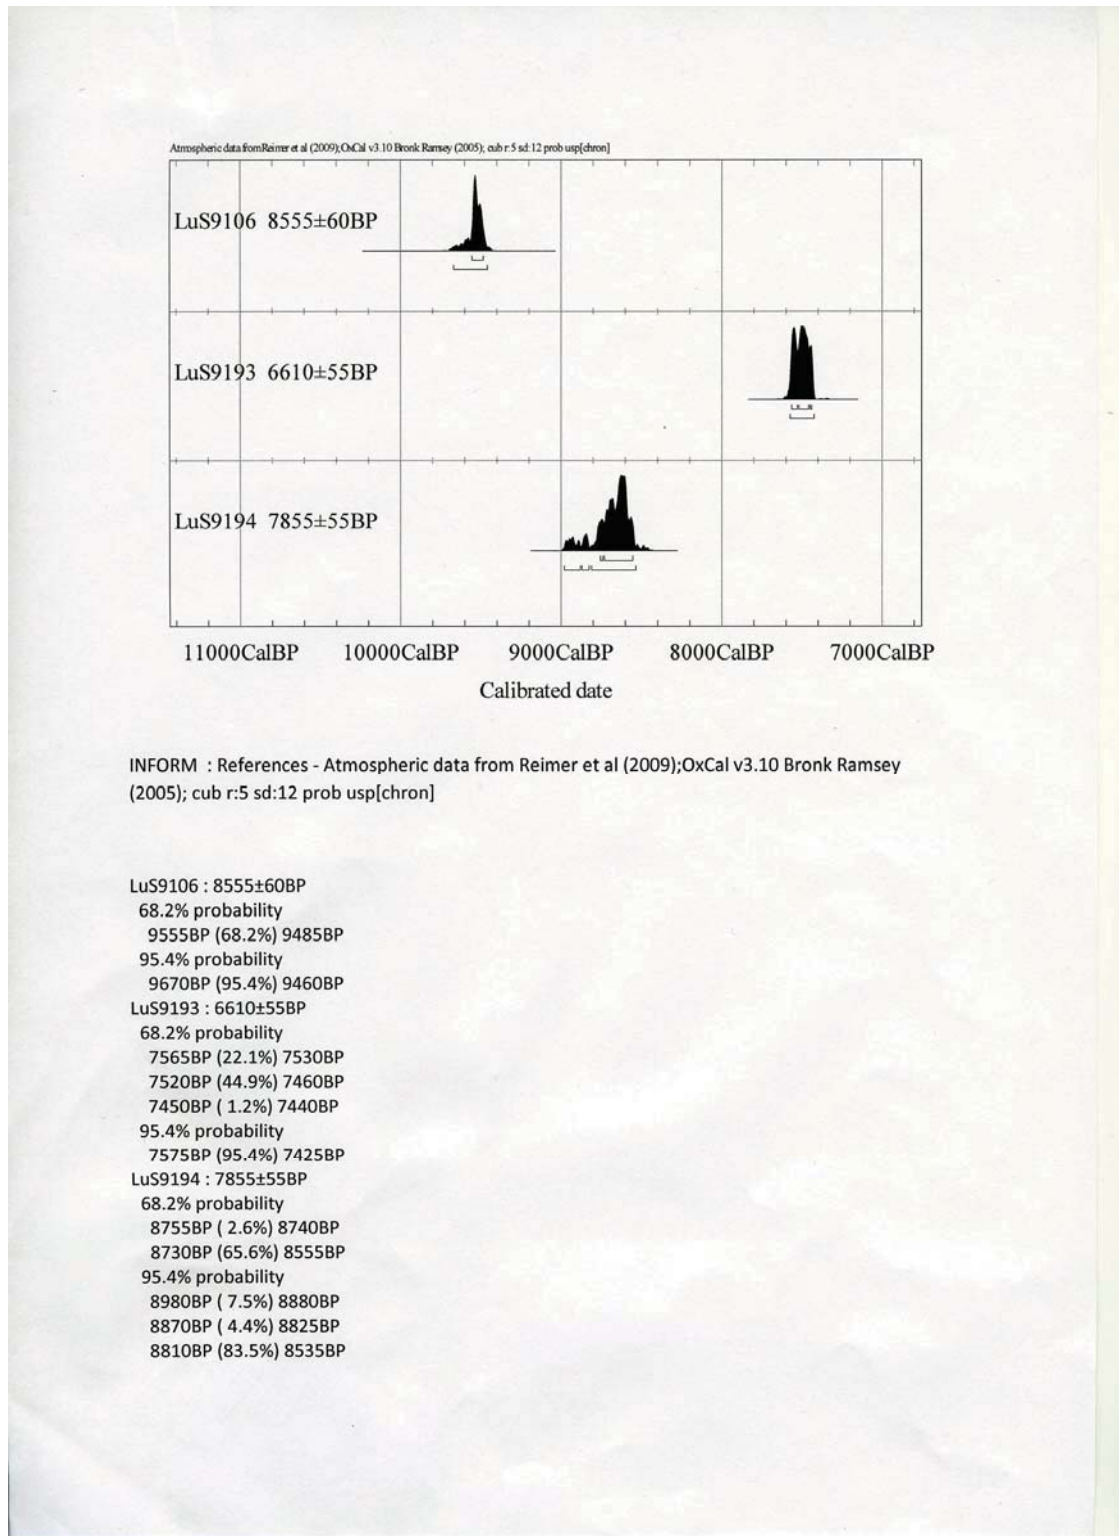 Atmospheric data from Reimer et al (2009);OxCal v3.10 Bronk Ramsey (2005); cub r:5 sd:12 prob usp[chron]
LuS9106 8555±60BP
LuS9193 6610±55BP
LuS9194 7855±55BP
11000CalBP 10000CalBP 9000CalBP 8000CalBP 7000CalBP
Calibrated date
INFORM : References - Atmospheric data from Reimer et al (2009);OxCal v3.10 Bronk Ramsey
(2005); cub r:5 sd:12 prob usp[chron]
LuS9106 : 8555±60BP
68.2% probability
9555BP (68.2%) 9485BP
95.4% probability
9670BP (95.4%) 9460BP
LuS9193 : 6610±55BP
68.2% probability
7565BP (22.1%) 7530BP
7520BP (44.9%) 7460BP
7450BP ( 1.2%) 7440BP
95.4% probability
7575BP (95.4%) 7425BP
LuS9194 : 7855±55BP
68.2% probability
8755BP ( 2.6%) 8740BP
8730BP (65.6%) 8555BP
95.4% probability
8980BP ( 7.5%) 8880BP
8870BP ( 4.4%) 8825BP
8810BP (83.5%) 8535BP